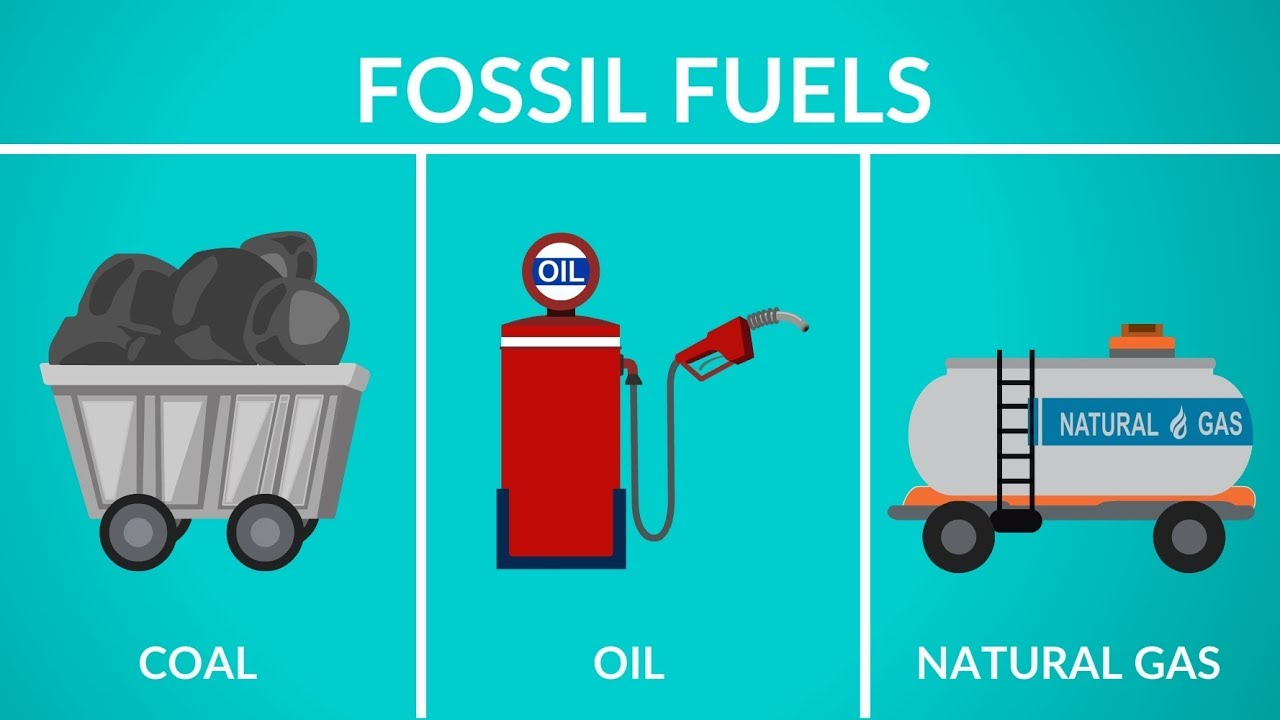 FOSSIL FUELS
OIL
NATURAL GAS
COAL
OIL
NATURAL GAS